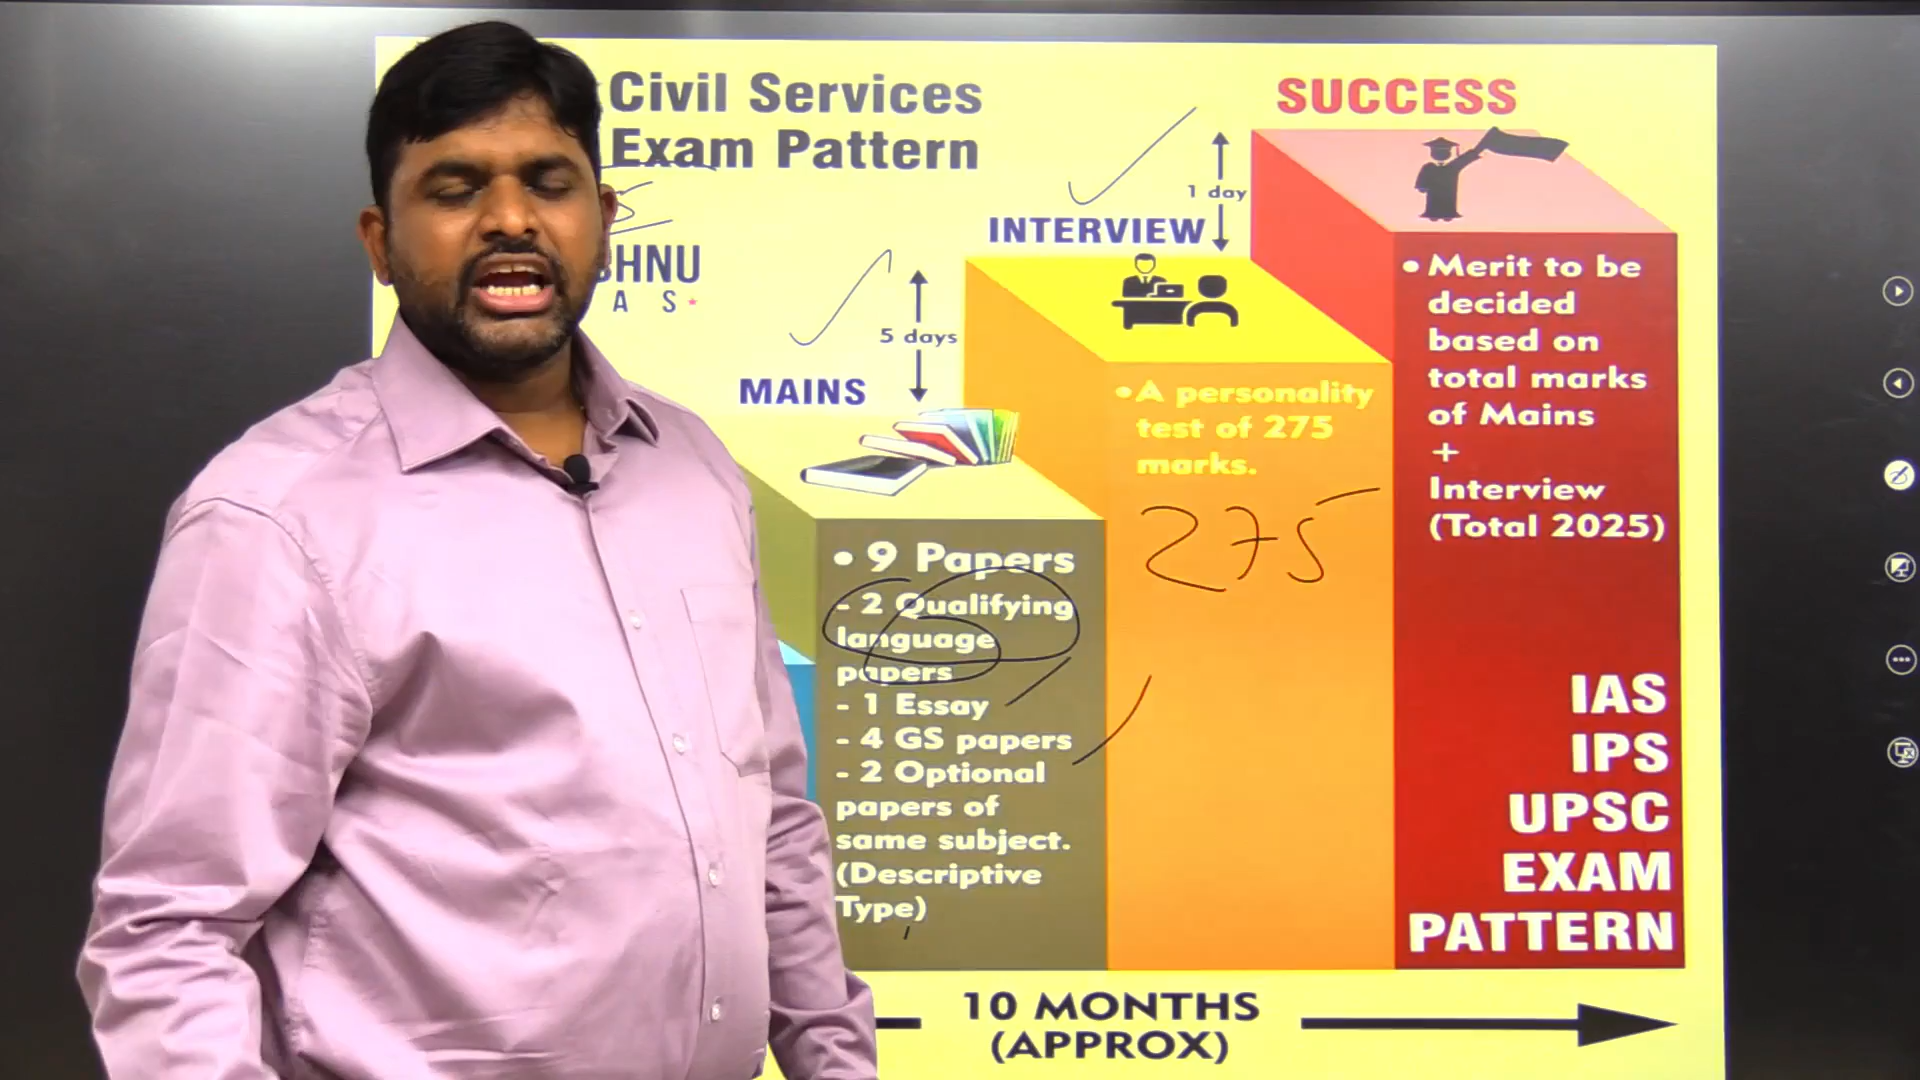 Civil Services
Exam Pattern
SHNU
A S
SUCCESS
1 day
INTERVIEW
5 days
MAINS
• Merit to be
decided
based on
total marks
of Mains
+
Interview
(Total 2025)
• A personality
test of 275
marks.
275
• 9 Papers
- 2 Qualifying
language
papers
- 1 Essay
- 4 GS papers
- 2 Optional
papers of
same subject.
(Descriptive
Type)
IAS
IPS
UPSC
EXAM
PATTERN
10 MONTHS
(APPROX)